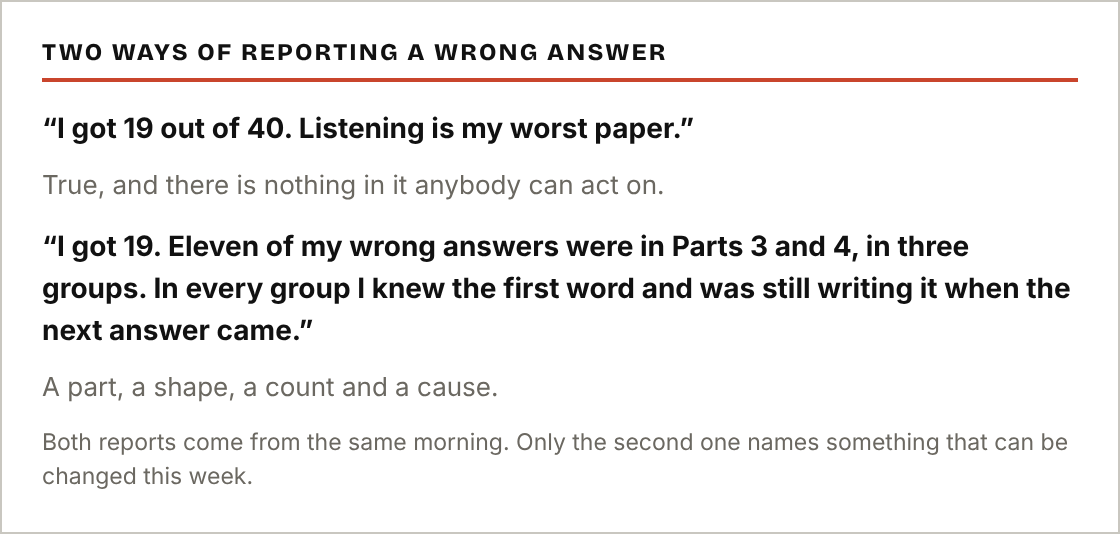 TWO WAYS OF REPORTING A WRONG ANSWER
“I got 19 out of 40. Listening is my worst paper.”
True, and there is nothing in it anybody can act on.
“I got 19. Eleven of my wrong answers were in Parts 3 and 4, in three
groups. In every group I knew the first word and was still writing it when the
next answer came.”
A part, a shape, a count and a cause.
Both reports come from the same morning. Only the second one names something that can be
changed this week.